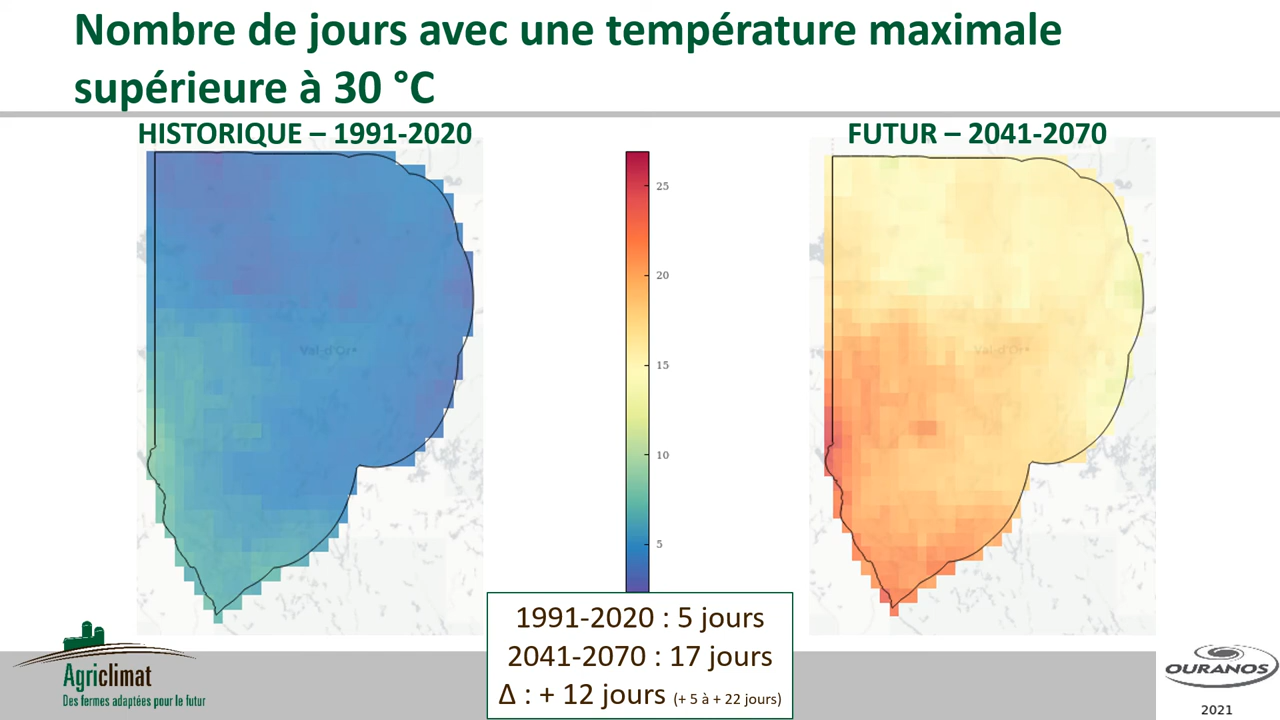 Nombre de jours avec une température maximale
supérieure à 30 °C
HISTORIQUE – 1991-2020
FUTUR – 2041-2070
25
20
15
10
5
Val-d'Or
Val-d'Or
1991-2020 : 5 jours
2041-2070 : 17 jours
Δ : + 12 jours (+ 5 à + 22 jours)
Agriclimat
Des fermes adaptées pour le futur
OURANOS
2021